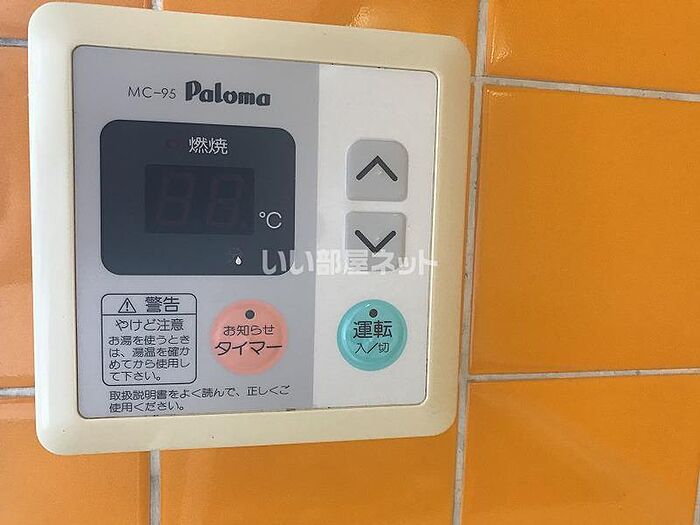 MC-95 Paloma
燃焼
℃
いい部屋ネット
警告
やけど注意
お湯を使うとき
は、湯温を確か
めてから使用し
て下さい。
お知らせ
タイマー
運転
入/切
取扱説明書をよく読んで、正しくご
使用ください。